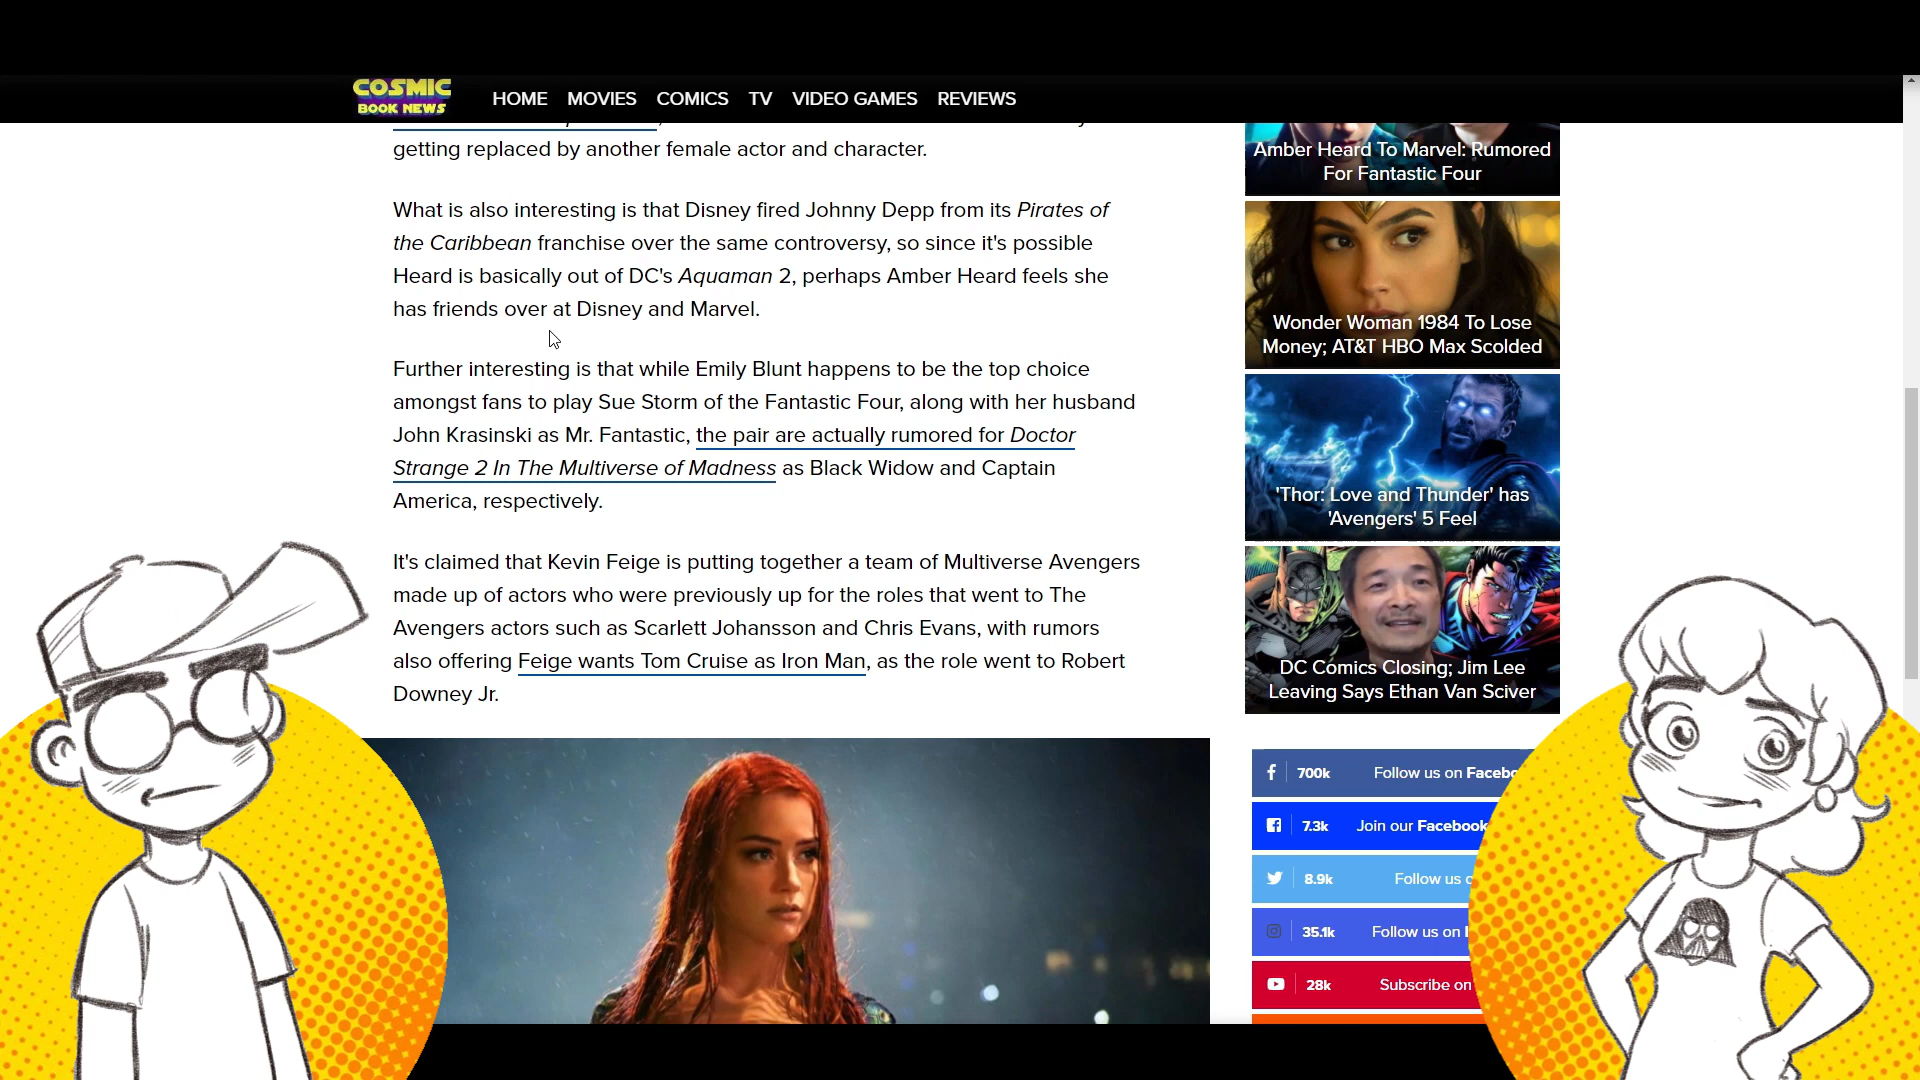 COSMIC
BOOK NEWS
HOME MOVIES COMICS TV VIDEO GAMES REVIEWS
getting replaced by another female actor and character.
What is also interesting is that Disney fired Johnny Depp from its Pirates of
the Caribbean franchise over the same controversy, so since it's possible
Heard is basically out of DC's Aquaman 2, perhaps Amber Heard feels she
has friends over at Disney and Marvel.
Further interesting is that while Emily Blunt happens to be the top choice
amongst fans to play Sue Storm of the Fantastic Four, along with her husband
John Krasinski as Mr. Fantastic, the pair are actually rumored for Doctor
Strange 2 In The Multiverse of Madness as Black Widow and Captain
America, respectively.
It's claimed that Kevin Feige is putting together a team of Multiverse Avengers
made up of actors who were previously up for the roles that went to The
Avengers actors such as Scarlett Johansson and Chris Evans, with rumors
also offering Feige wants Tom Cruise as Iron Man, as the role went to Robert
Downey Jr.
Amber Heard To Marvel: Rumored
For Fantastic Four
Wonder Woman 1984 To Lose
Money; AT&T HBO Max Scolded
'Thor: Love and Thunder' has
'Avengers' 5 Feel
DC Comics Closing; Jim Lee
Leaving Says Ethan Van Sciver
700k Follow us on Facebo
7.3k Join our Facebook
8.9k Follow us
35.1k Follow us on
28k Subscribe on